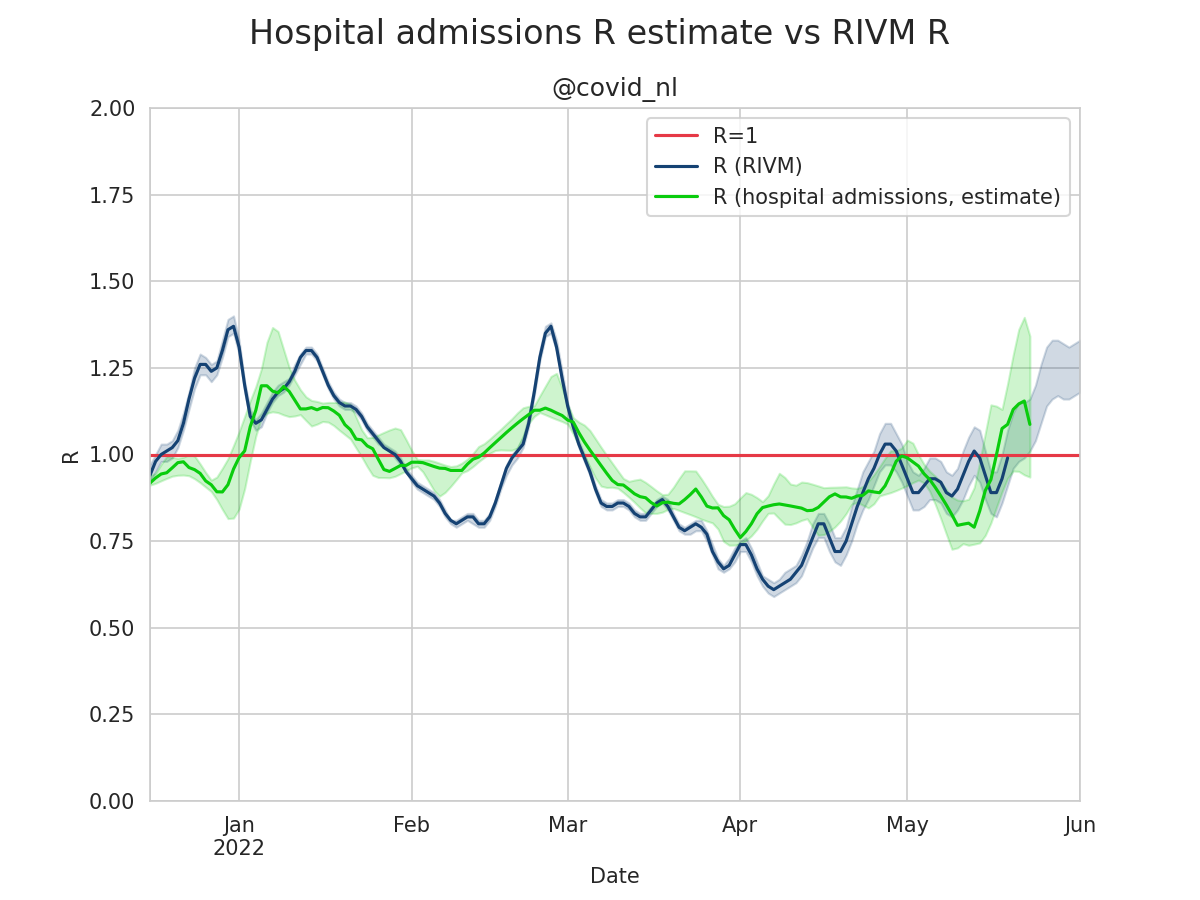 Hospital admissions R estimate vs RIVM R
@covid_nl
R=1
R (RIVM)
R (hospital admissions, estimate)
2.00
1.75
1.50
1.25
1.00
0.75
0.50
0.25
0.00
R
Jan
2022
Feb
Mar
Apr
May
Jun
Date